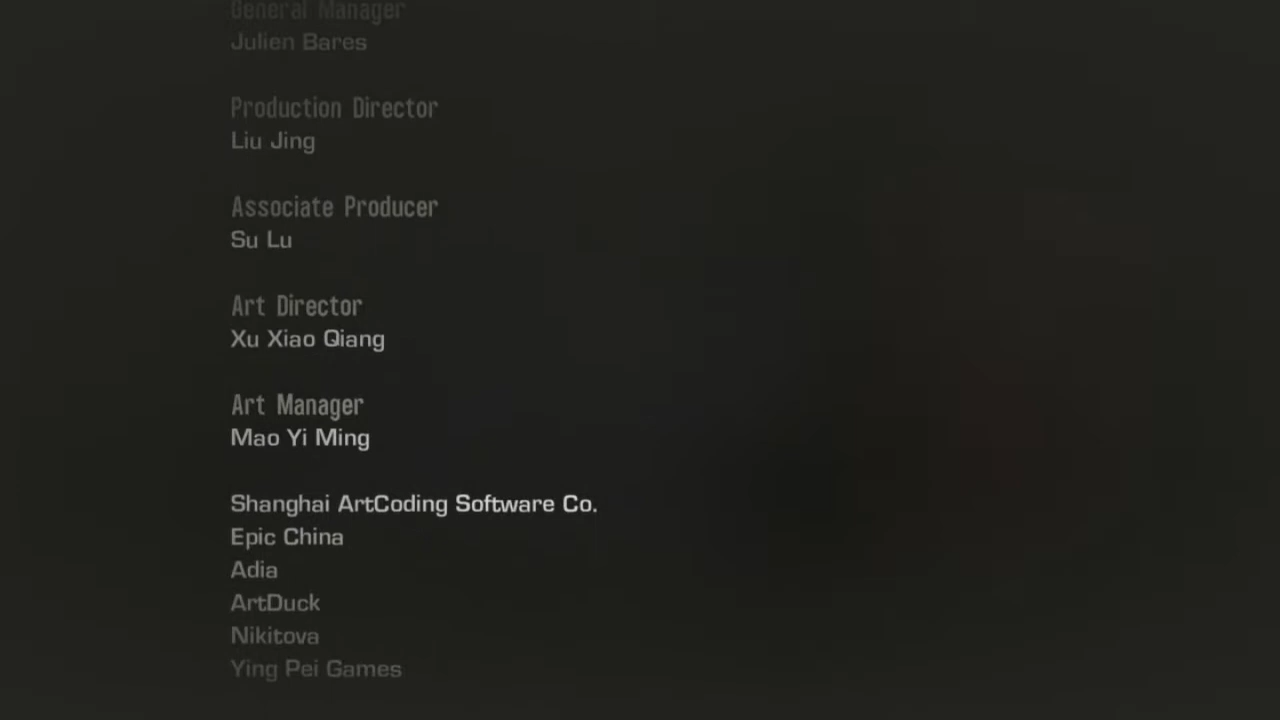 General Manager
Julien Bares
Production Director
Liu Jing
Associate Producer
Su Lu
Art Director
Xu Xiao Qiang
Art Manager
Mao Yi Ming
Shanghai ArtCoding Software Co.
Epic China
Adia
ArtDuck
Nikitova
Ying Pei Games